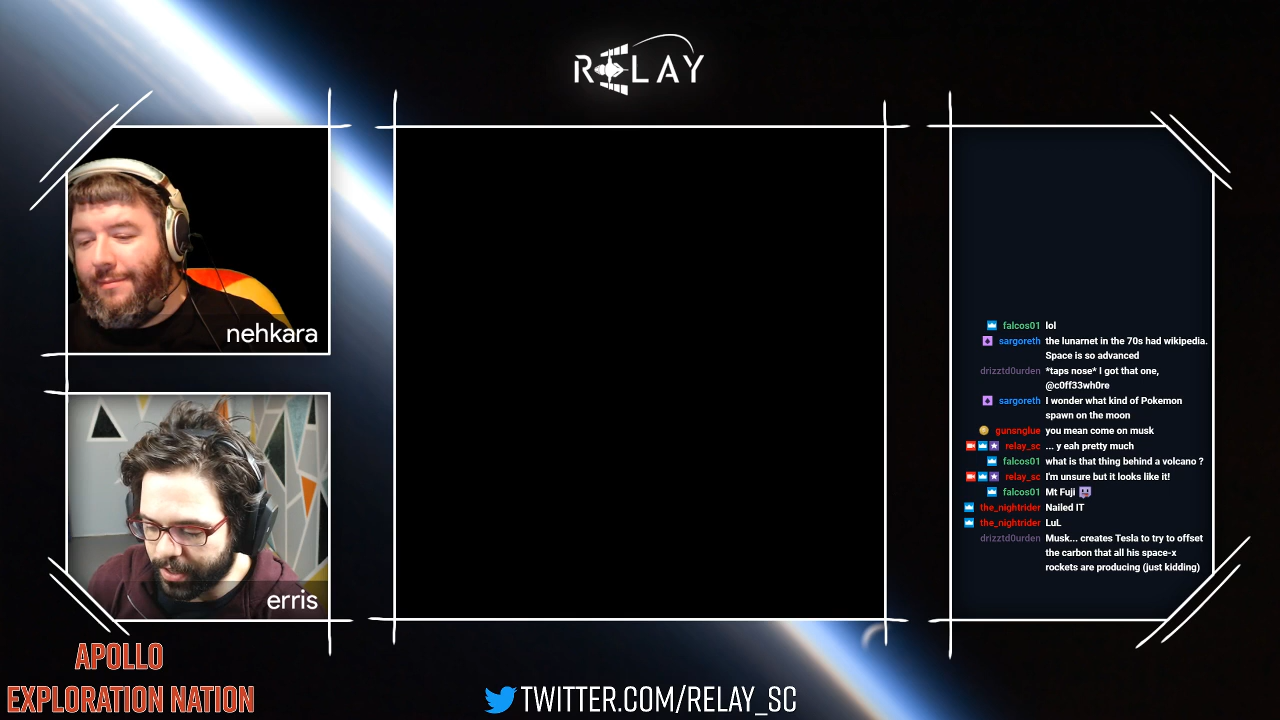 RELAY
nehkara
erris
falcos01 lol
sargoreth the lunarnet in the 70s had wikipedia.
Space is so advanced
drizztd0urden *taps nose* I got that one,
@c0ff33wh0re
sargoreth I wonder what kind of Pokemon
spawn on the moon
gunsnglue you mean come on musk
relay_sc ... y eah pretty much
falcos01 what is that thing behind a volcano ?
relay_sc I'm unsure but it looks like it!
falcos01 Mt Fuji
the_nightrider Nailed IT
the_nightrider LuL
drizztd0urden Musk... creates Tesla to try to offset
the carbon that all his space-x
rockets are producing (just kidding)
APOLLO
EXPLORATION NATION
TWITTER.COM/RELAY_SC